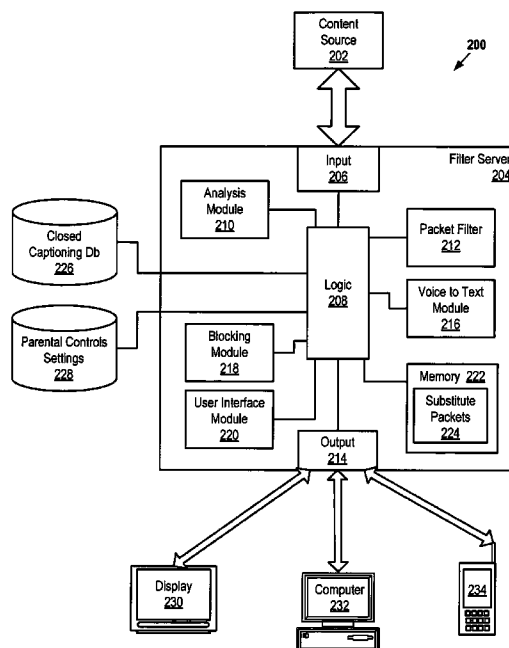 Content
Source
202
200
Input
206
Filter Server
204
Analysis
Module
210
Packet Filter
212
Closed
Captioning Db
226
Logic
208
Voice to Text
Module
216
Parental Controls
Settings
228
Blocking
Module
218
Memory 222
Substitute
Packets
224
User Interface
Module
220
Output
214
Display
230
Computer
232
234